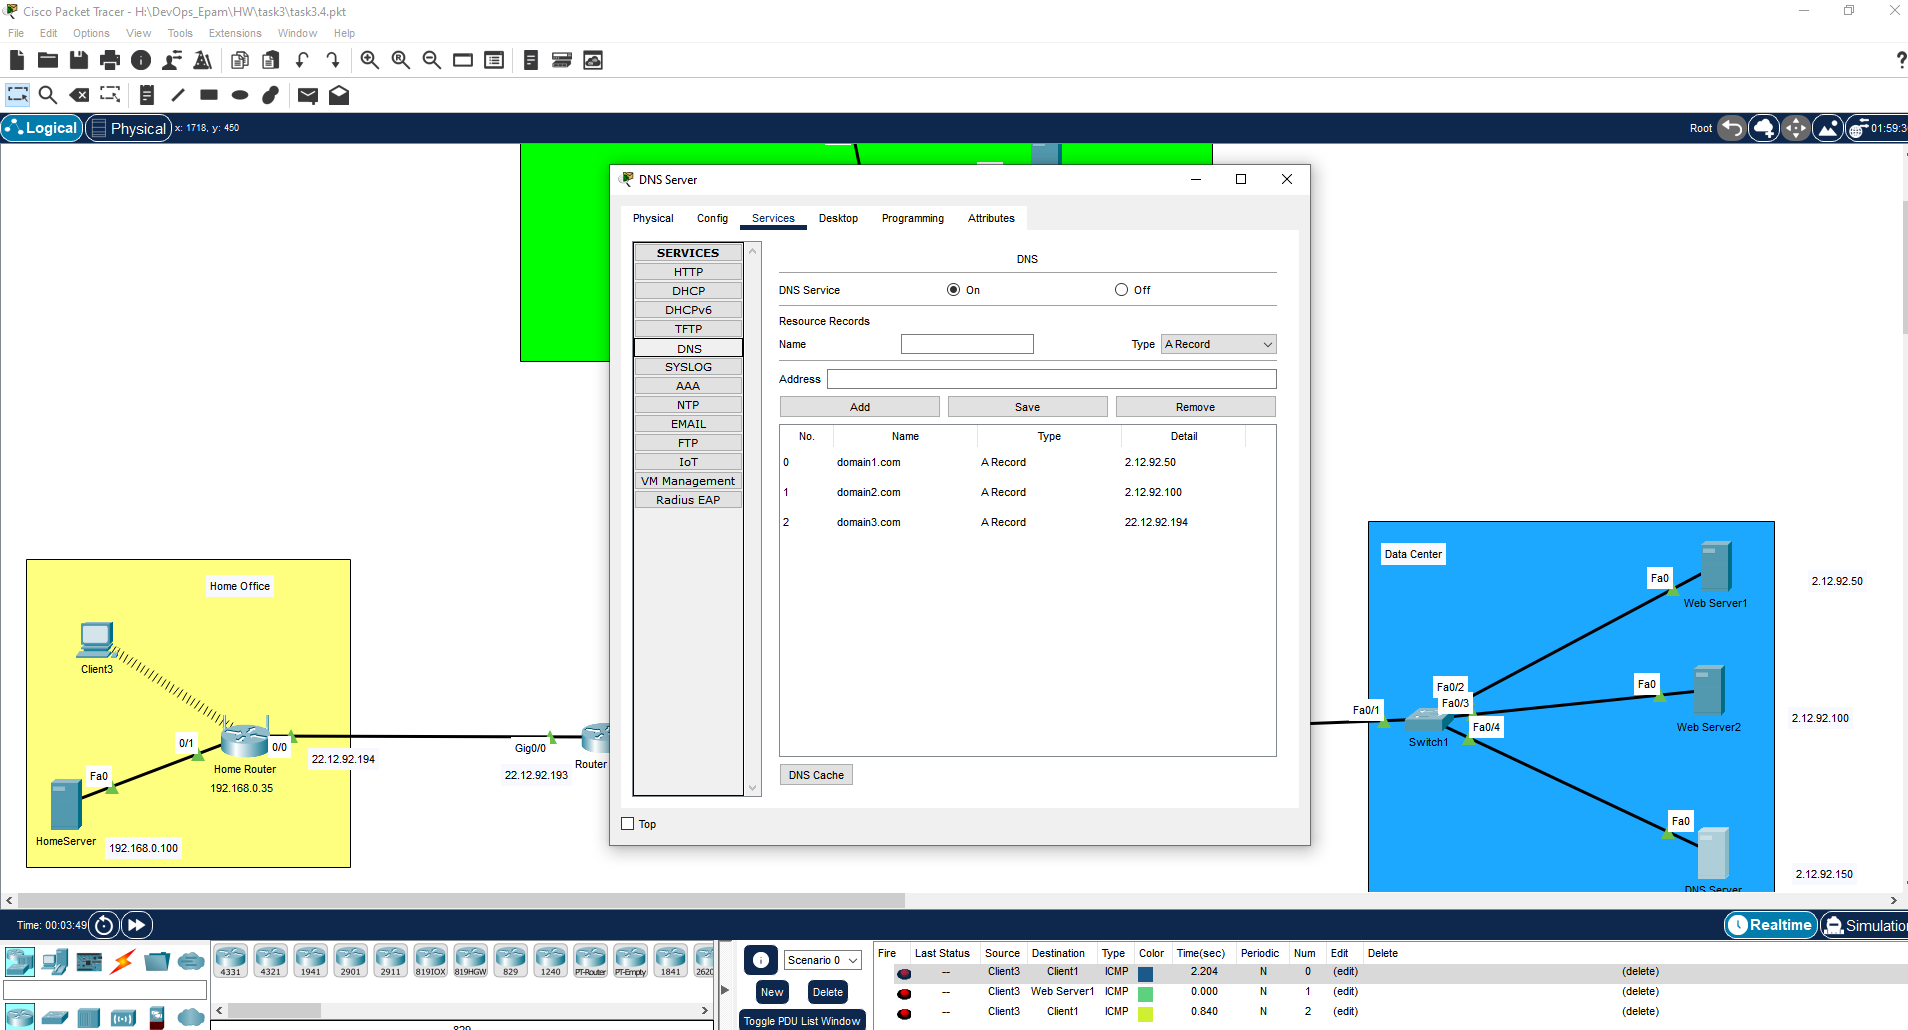 Cisco Packet Tracer - H:\DevOps_Epam\HW\task3\task3.4.pkt
File Edit Options View Tools Extensions Window Help
?
Logical Physical x: 1718, y: 450 Root 01:59:3
DNS Server
Physical Config Services Desktop Programming Attributes
SERVICES
HTTP
DHCP
DHCPv6
TFTP
DNS
SYSLOG
AAA
NTP
EMAIL
FTP
IoT
VM Management
Radius EAP
DNS
DNS Service On Off
Resource Records
Name Type A Record
Address
Add Save Remove
No. Name Type Detail
0 domain1.com A Record 2.12.92.50
1 domain2.com A Record 2.12.92.100
2 domain3.com A Record 22.12.92.194
DNS Cache
Top
Home Office
Client3
0/1
0/0
Home Router
192.168.0.35
22.12.92.194
Fa0
HomeServer
192.168.0.100
Gig0/0
22.12.92.193
Router
Data Center
Fa0
Web Server1
2.12.92.50
Fa0
Web Server2
2.12.92.100
Fa0/1
Fa0/2
Fa0/3
Fa0/4
Switch1
Fa0
DNS Server
2.12.92.150
Time: 00:03:49 Realtime Simulation
4331 4321 1941 2901 2911 819IOX 819HGW 829 1240 PT-Router PT-Empty 1841 2620
829
Scenario 0
New Delete
Toggle PDU List Window
Fire Last Status Source Destination Type Color Time(sec) Periodic Num Edit Delete
-- Client3 Client1 ICMP 2.204 N 0 (edit) (delete)
-- Client3 Web Server1 ICMP 0.000 N 1 (edit) (delete)
-- Client3 Client1 ICMP 0.840 N 2 (edit) (delete)